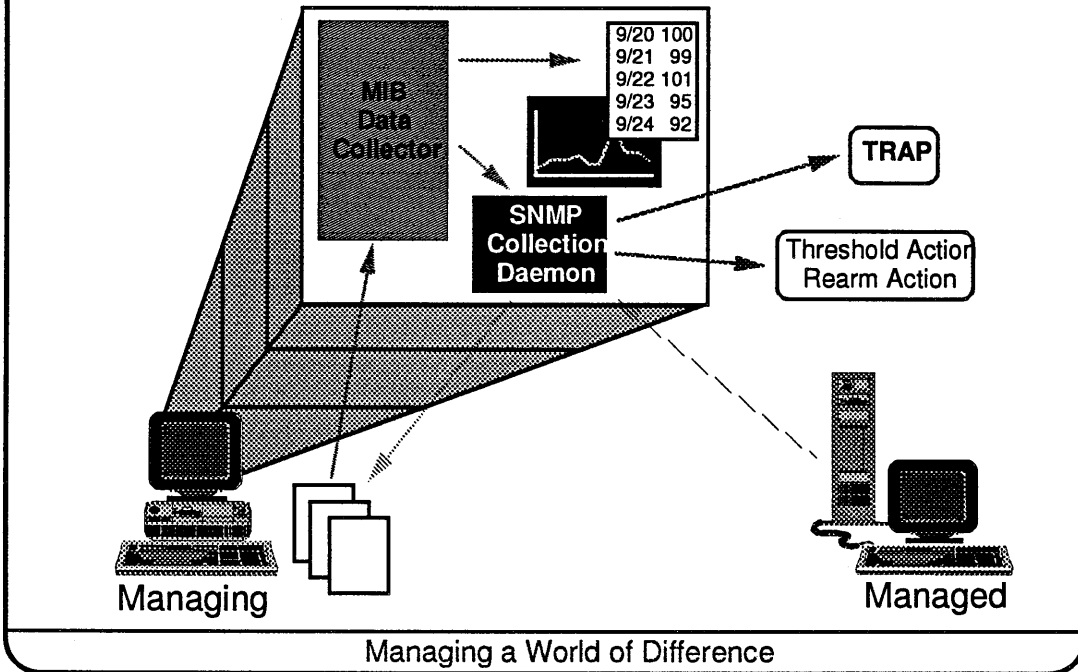 MIB
Data
Collector
9/20 100
9/21 99
9/22 101
9/23 95
9/24 92
SNMP
Collection
Daemon
TRAP
Threshold Action
Rearm Action
Managing
Managed
Managing a World of Difference